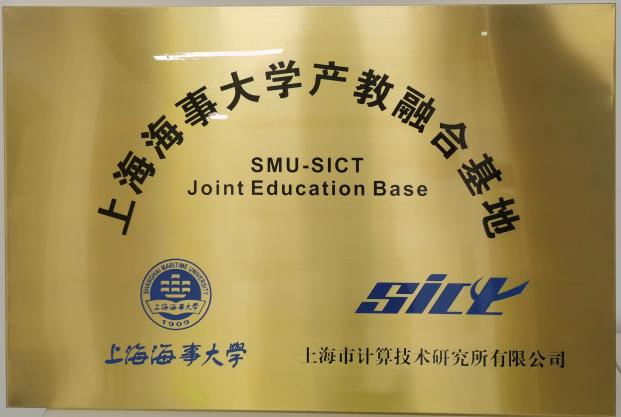 上海海事大学产教融合基地
SMU-SICT
Joint Education Base
SHANGHAI MARITIME UNIVERSITY
上海海事大学
1909
上海海事大学
sict
上海市计算技术研究所有限公司